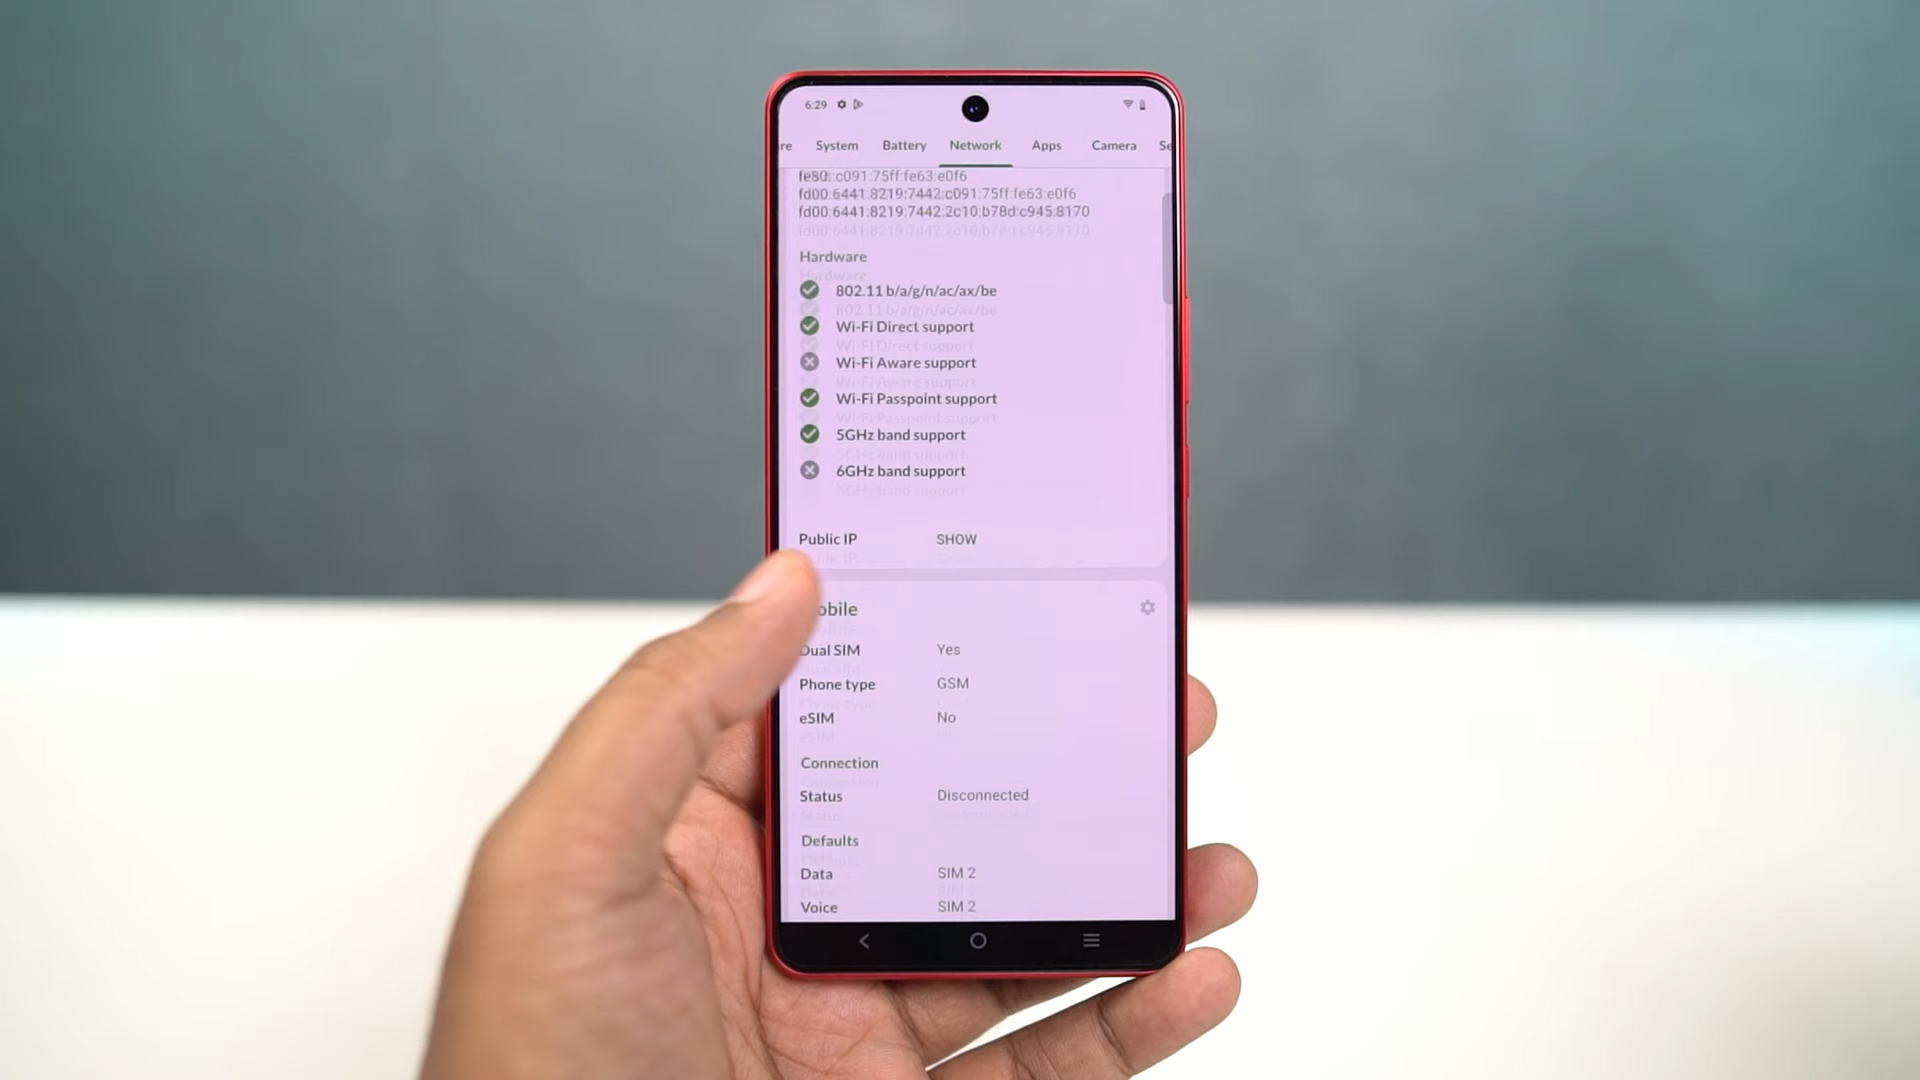 6:29
re System Battery Network Apps Camera Se
fe80::c091:75ff:fe63:e0f6
fd00:6441:8219:7442:c091:75ff:fe63:e0f6
fd00:6441:8219:7442:2c10:b78d:c945:8170
Hardware
802.11 b/a/g/n/ac/ax/be
Wi-Fi Direct support
Wi-Fi Aware support
Wi-Fi Passpoint support
5GHz band support
6GHz band support
Public IP SHOW
obile
Dual SIM Yes
Phone type GSM
eSIM No
Connection
Status Disconnected
Defaults
Data SIM 2
Voice SIM 2